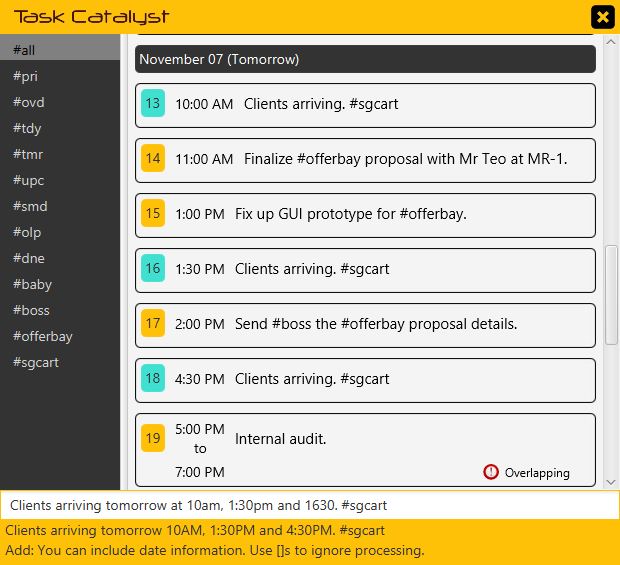 Task Catalyst
#all
#pri
#ovd
#tdy
#tmr
#upc
#smd
#olp
#dne
#baby
#boss
#offerbay
#sgcart
November 07 (Tomorrow)
13 10:00 AM Clients arriving. #sgcart
14 11:00 AM Finalize #offerbay proposal with Mr Teo at MR-1.
15 1:00 PM Fix up GUI prototype for #offerbay.
16 1:30 PM Clients arriving. #sgcart
17 2:00 PM Send #boss the #offerbay proposal details.
18 4:30 PM Clients arriving. #sgcart
19 5:00 PM to 7:00 PM Internal audit.
Overlapping
Clients arriving tomorrow at 10am, 1:30pm and 1630. #sgcart
Clients arriving tomorrow 10AM, 1:30PM and 4:30PM. #sgcart
Add: You can include date information. Use []s to ignore processing.